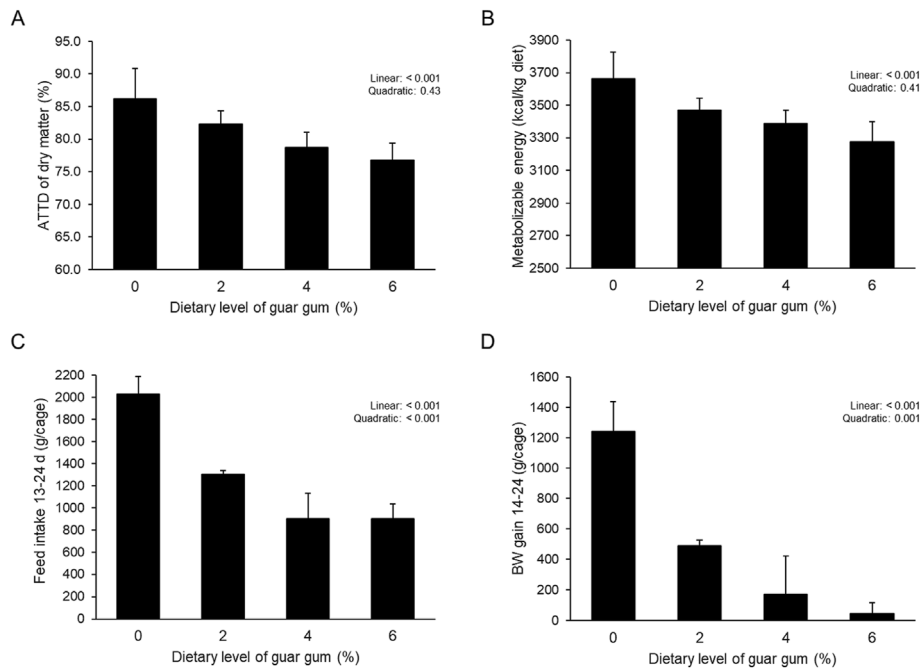 A
ATTD of dry matter (%)
95.0
90.0
85.0
80.0
75.0
70.0
65.0
60.0
Linear: < 0.001
Quadratic: 0.43
0 2 4 6
Dietary level of guar gum (%)
B
Metabolizable energy (kcal/kg diet)
3900
3700
3500
3300
3100
2900
2700
2500
Linear: < 0.001
Quadratic: 0.41
0 2 4 6
Dietary level of guar gum (%)
C
Feed intake 13-24 d (g/cage)
2200
2000
1800
1600
1400
1200
1000
800
600
400
200
0
Linear: < 0.001
Quadratic: < 0.001
0 2 4 6
Dietary level of guar gum (%)
D
BW gain 14-24 (g/cage)
1600
1400
1200
1000
800
600
400
200
0
Linear: < 0.001
Quadratic: 0.001
0 2 4 6
Dietary level of guar gum (%)